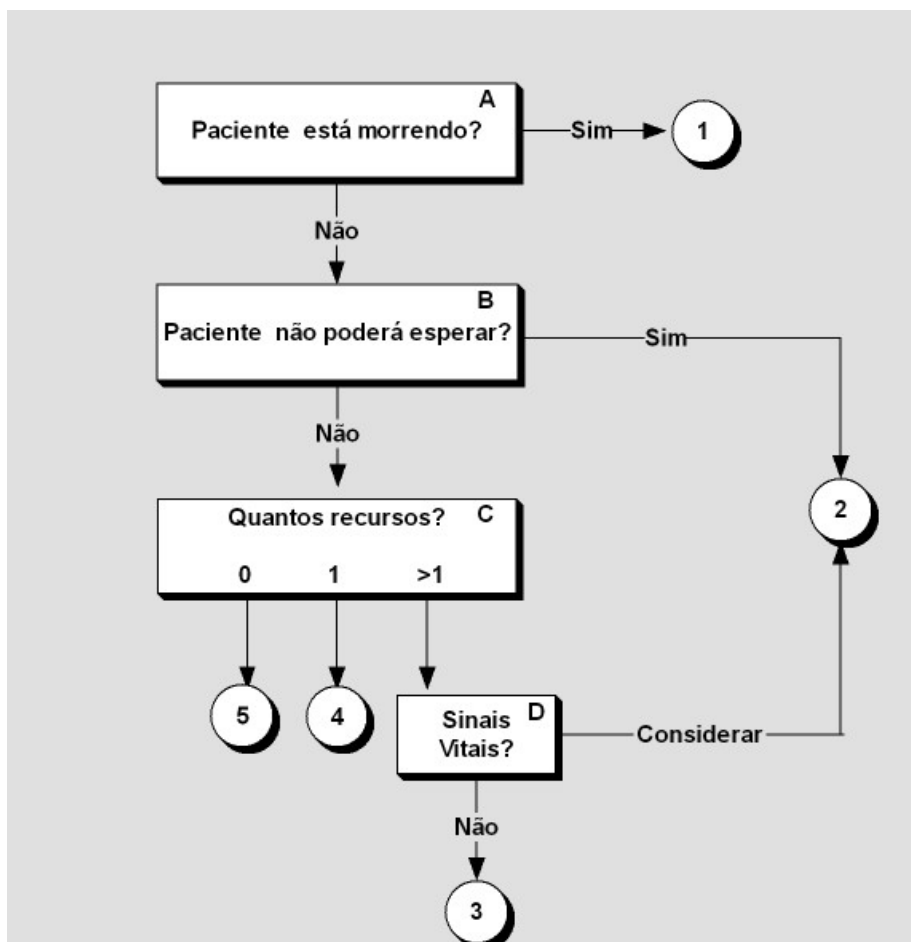 A
Paciente está morrendo?
Sim
1
Não
B
Paciente não poderá esperar?
Sim
Não
2
Quantos recursos? C
0 1 >1
5
4
Sinais D
Vitais?
Considerar
Não
3